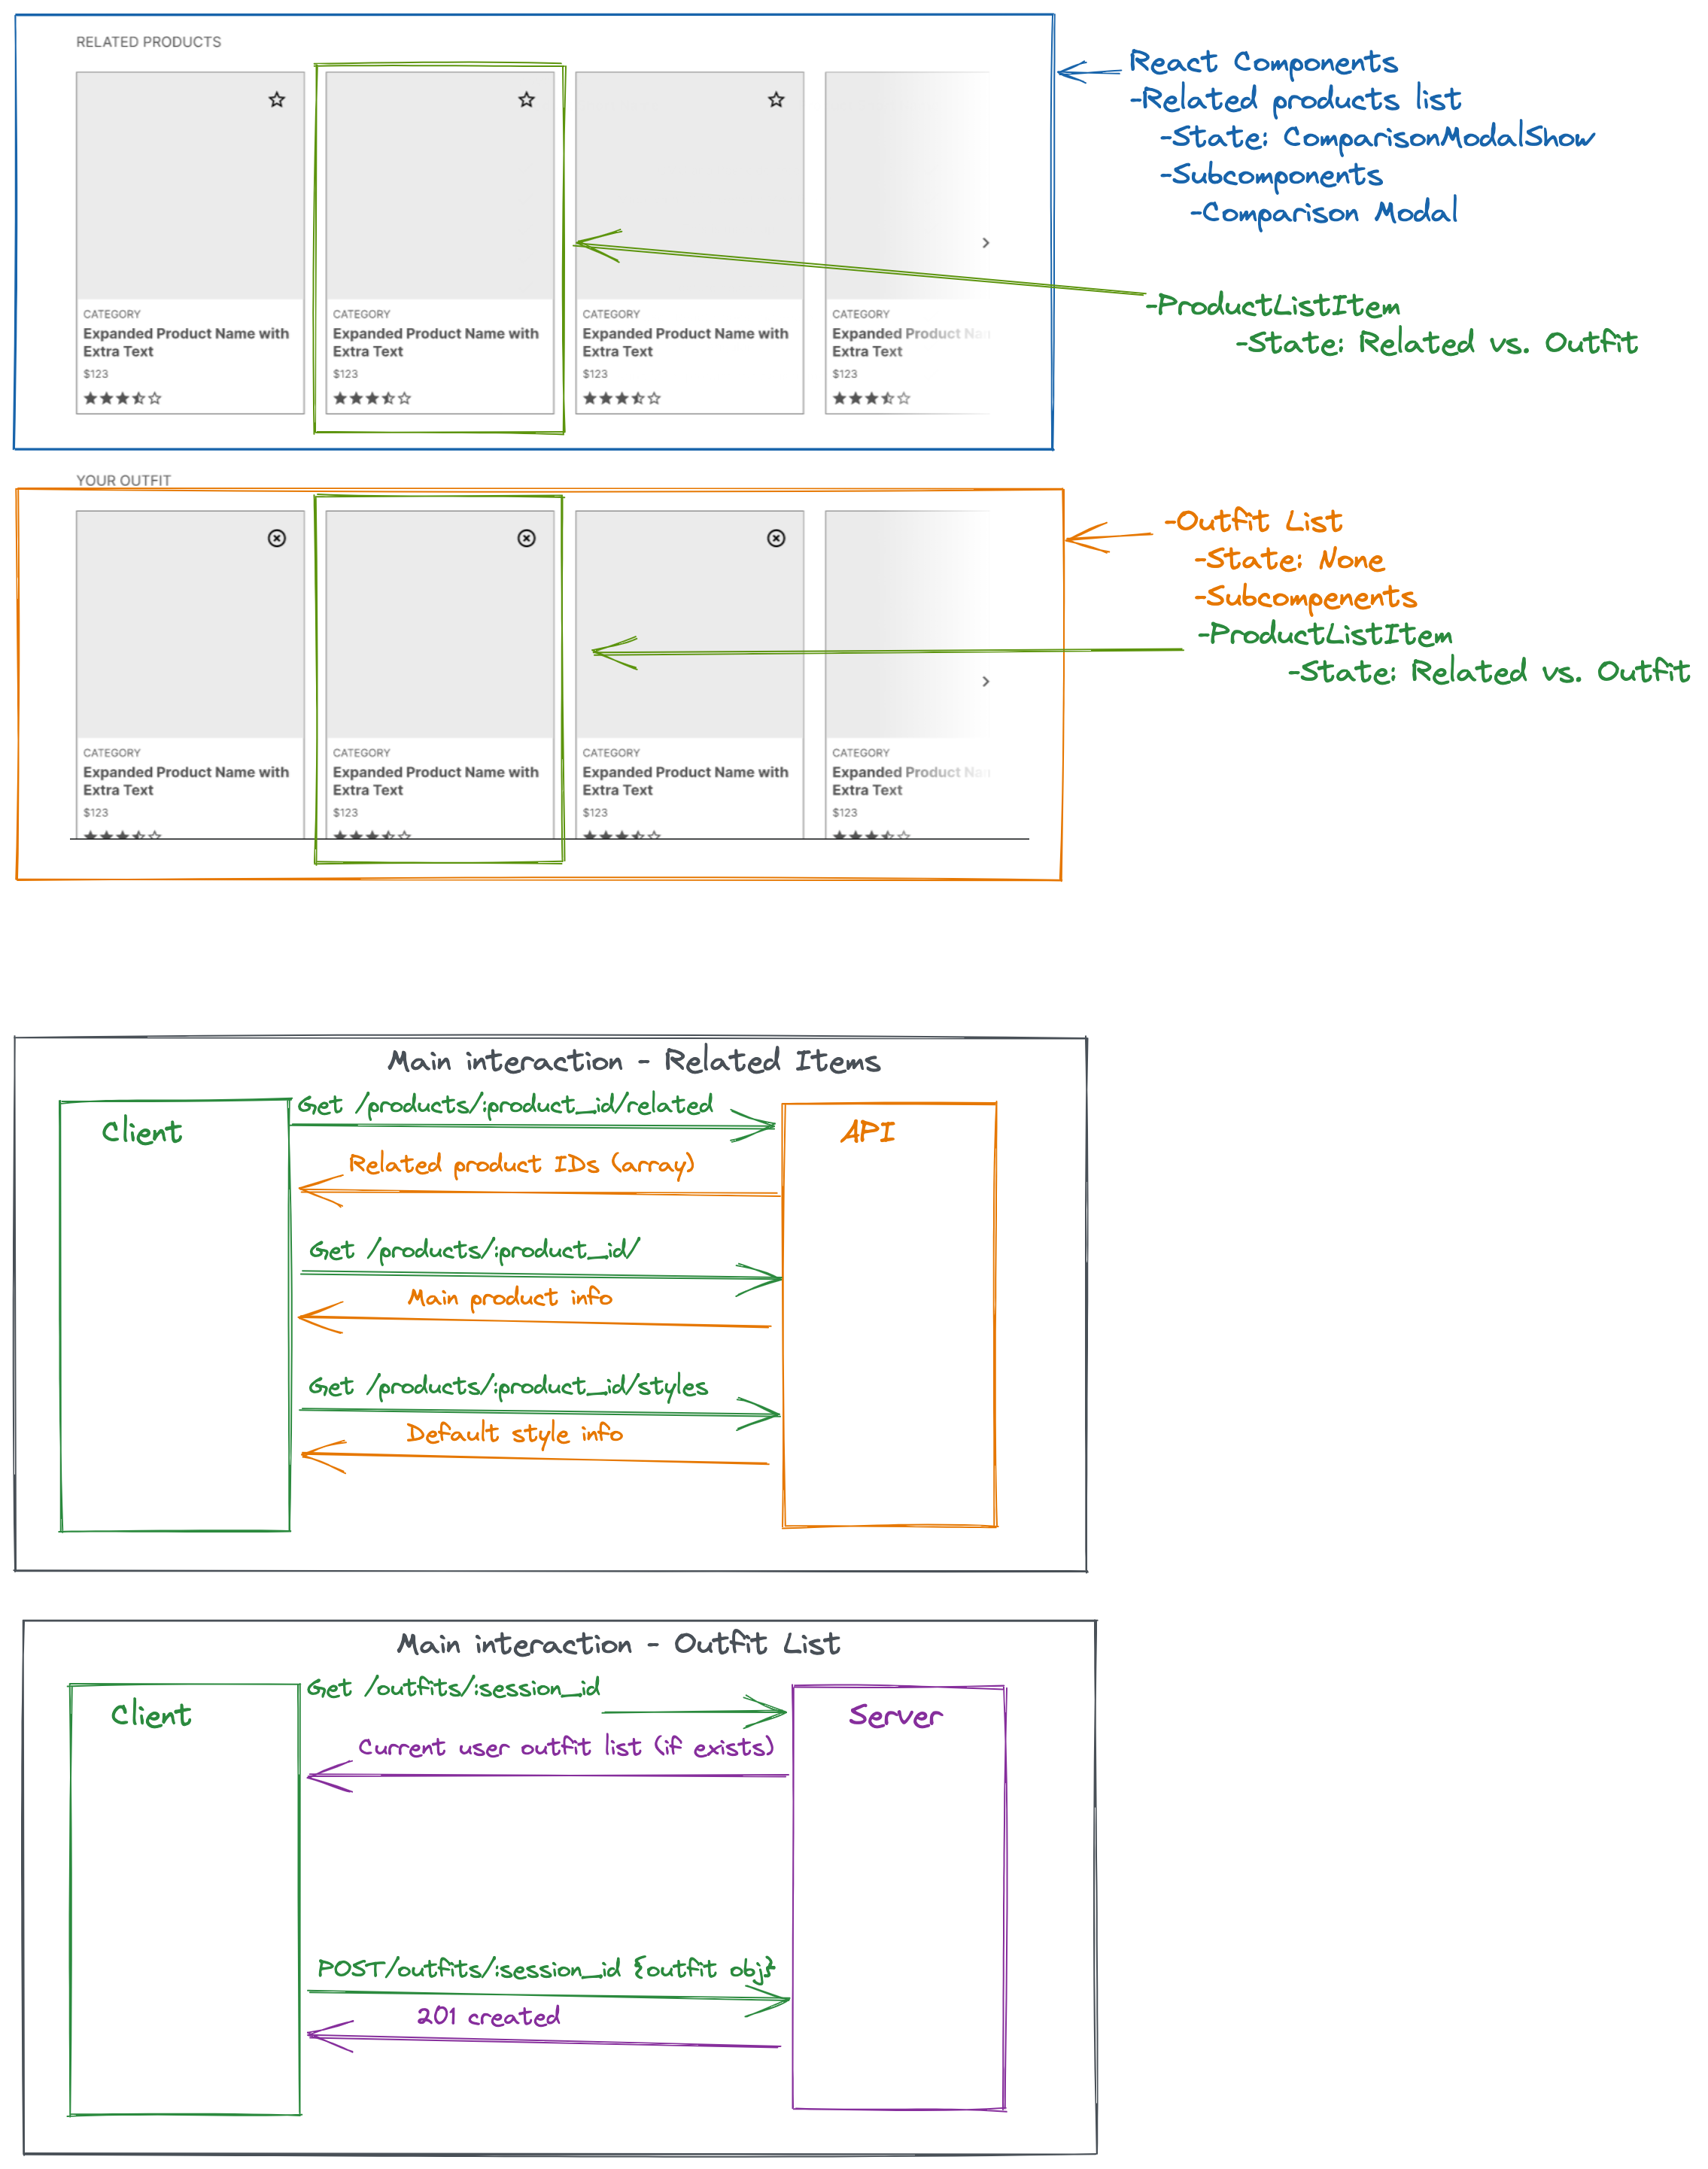 RELATED PRODUCTS
CATEGORY
Expanded Product Name with
Extra Text
$123
CATEGORY
Expanded Product Name with
Extra Text
$123
CATEGORY
Expanded Product Name with
Extra Text
$123
CATEGORY
Expanded Product Na
Extra Text
$123
React Components
-Related products list
-State: ComparisonModalShow
-Subcomponents
-Comparison Modal
-ProductListItem
-State: Related vs. Outfit
YOUR OUTFIT
CATEGORY
Expanded Product Name with
Extra Text
$123
CATEGORY
Expanded Product Name with
Extra Text
$123
CATEGORY
Expanded Product Name with
Extra Text
$123
CATEGORY
Expanded Product Na
Extra Text
$123
-Outfit List
-State: None
-Subcompenents
-ProductListItem
-State: Related vs. Outfit
Main interaction - Related Items
Client
API
Get /products/:product_id/related
Related product IDs (array)
Get /products/:product_id/
Main product info
Get /products/:product_id/styles
Default style info
Main interaction - Outfit List
Client
Server
Get /outfits/:session_id
Current user outfit list (if exists)
POST/outfits/:session_id {outfit obj}
201 created